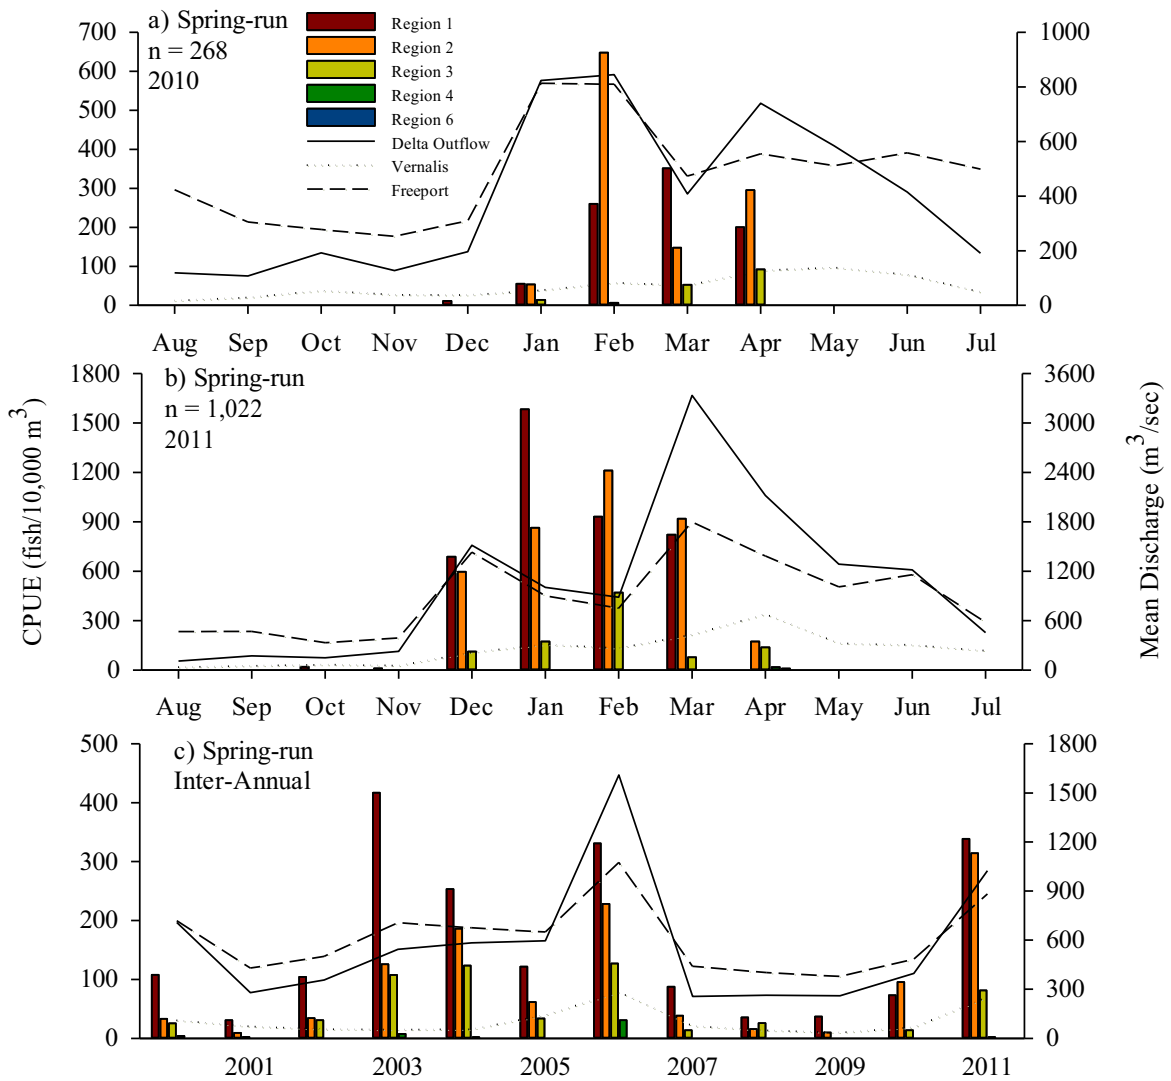 a) Spring-run
n = 268
2010
Region 1
Region 2
Region 3
Region 4
Region 6
Delta Outflow
Vernalis
Freeport
700
600
500
400
300
200
100
0
1000
800
600
400
200
0
Aug Sep Oct Nov Dec Jan Feb Mar Apr May Jun Jul
b) Spring-run
n = 1,022
2011
1800
1500
1200
900
600
300
0
3600
3000
2400
1800
1200
600
0
Aug Sep Oct Nov Dec Jan Feb Mar Apr May Jun Jul
CPUE (fish/10,000 m³)
Mean Discharge (m³/sec)
c) Spring-run
Inter-Annual
500
400
300
200
100
0
1800
1500
1200
900
600
300
0
2001 2003 2005 2007 2009 2011